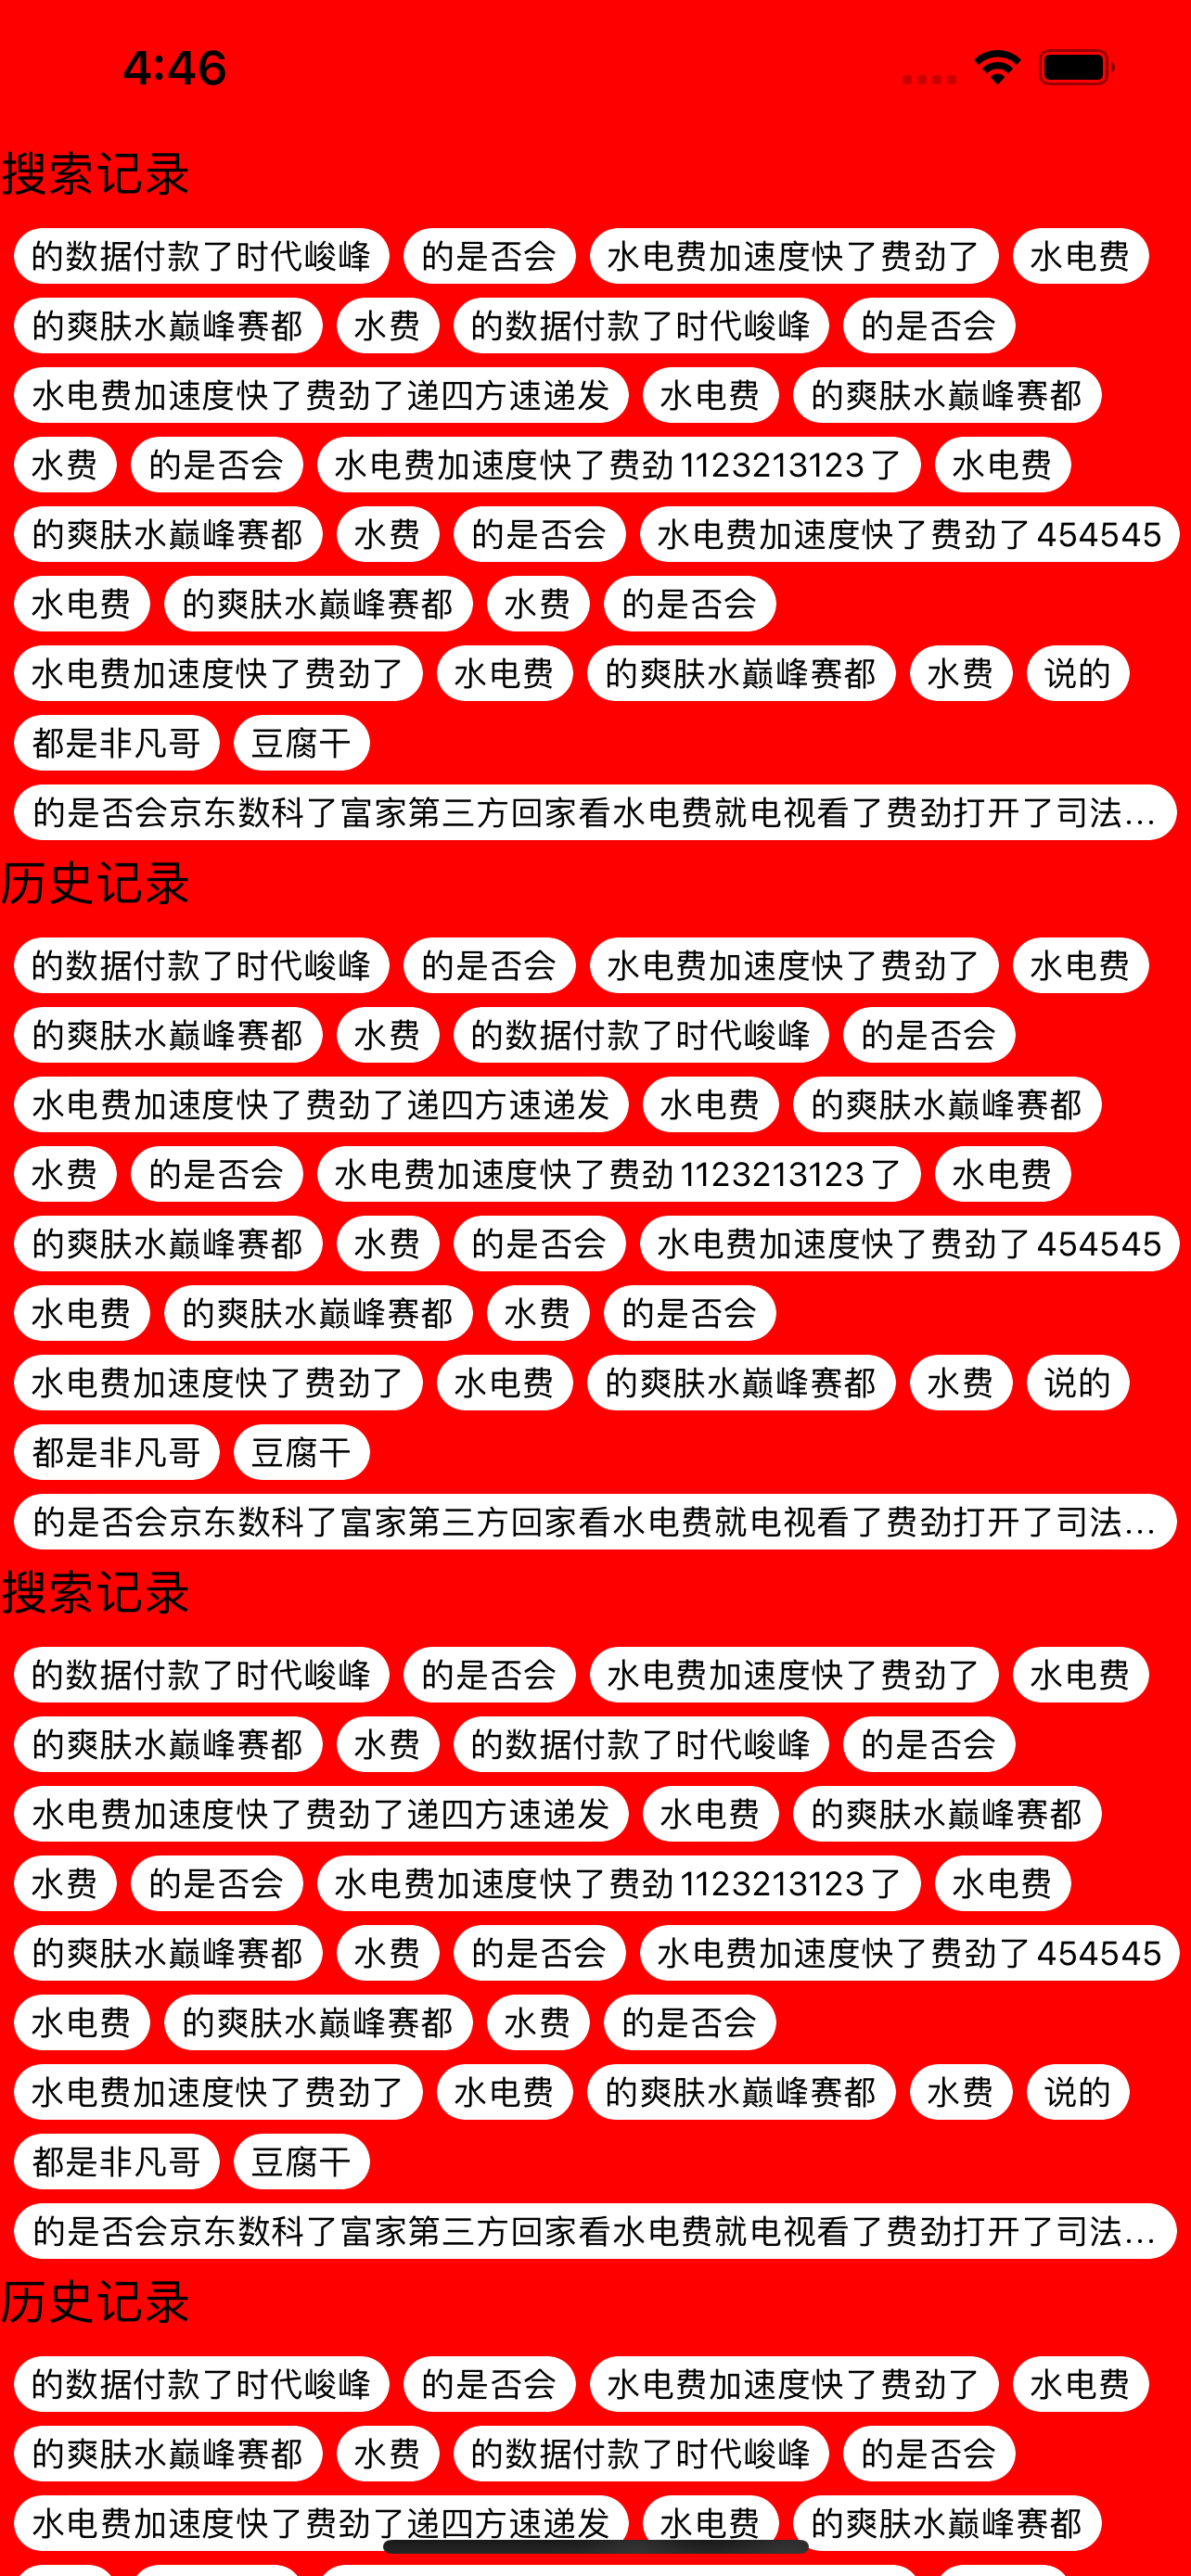 4:46
搜索记录
的数据付款了时代峻峰 的是否会 水电费加速度快了费劲了 水电费
的爽肤水巅峰赛都 水费 的数据付款了时代峻峰 的是否会
水电费加速度快了费劲了递四方速递发 水电费 的爽肤水巅峰赛都
水费 的是否会 水电费加速度快了费劲1123213123了 水电费
的爽肤水巅峰赛都 水费 的是否会 水电费加速度快了费劲了454545
水电费 的爽肤水巅峰赛都 水费 的是否会
水电费加速度快了费劲了 水电费 的爽肤水巅峰赛都 水费 说的
都是非凡哥 豆腐干
的是否会京东数科了富家第三方回家看水电费就电视看了费劲打开了司法...
历史记录
的数据付款了时代峻峰 的是否会 水电费加速度快了费劲了 水电费
的爽肤水巅峰赛都 水费 的数据付款了时代峻峰 的是否会
水电费加速度快了费劲了递四方速递发 水电费 的爽肤水巅峰赛都
水费 的是否会 水电费加速度快了费劲1123213123了 水电费
的爽肤水巅峰赛都 水费 的是否会 水电费加速度快了费劲了454545
水电费 的爽肤水巅峰赛都 水费 的是否会
水电费加速度快了费劲了 水电费 的爽肤水巅峰赛都 水费 说的
都是非凡哥 豆腐干
的是否会京东数科了富家第三方回家看水电费就电视看了费劲打开了司法...
搜索记录
的数据付款了时代峻峰 的是否会 水电费加速度快了费劲了 水电费
的爽肤水巅峰赛都 水费 的数据付款了时代峻峰 的是否会
水电费加速度快了费劲了递四方速递发 水电费 的爽肤水巅峰赛都
水费 的是否会 水电费加速度快了费劲1123213123了 水电费
的爽肤水巅峰赛都 水费 的是否会 水电费加速度快了费劲了454545
水电费 的爽肤水巅峰赛都 水费 的是否会
水电费加速度快了费劲了 水电费 的爽肤水巅峰赛都 水费 说的
都是非凡哥 豆腐干
的是否会京东数科了富家第三方回家看水电费就电视看了费劲打开了司法...
历史记录
的数据付款了时代峻峰 的是否会 水电费加速度快了费劲了 水电费
的爽肤水巅峰赛都 水费 的数据付款了时代峻峰 的是否会
水电费加速度快了费劲了递四方速递发 水电费 的爽肤水巅峰赛都